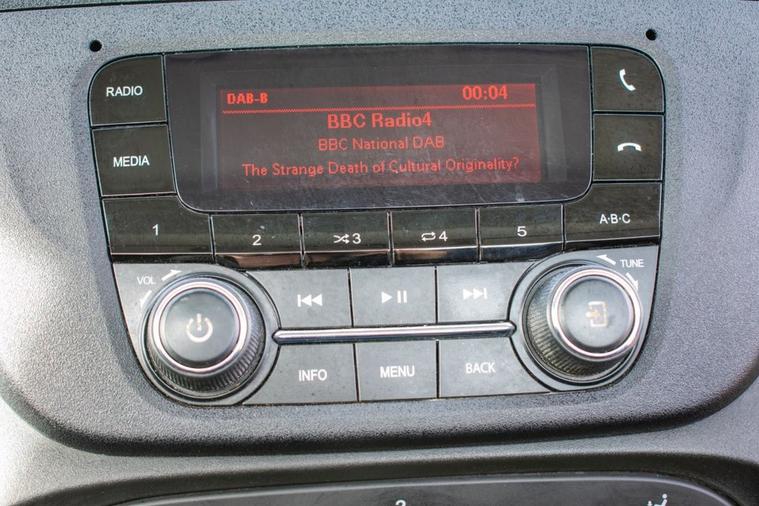 RADIO
DAB-B 00:04
BBC Radio4
BBC National DAB
The Strange Death of Cultural Originality?
MEDIA
1 2 3 4 5 A·B·C
VOL TUNE
INFO MENU BACK